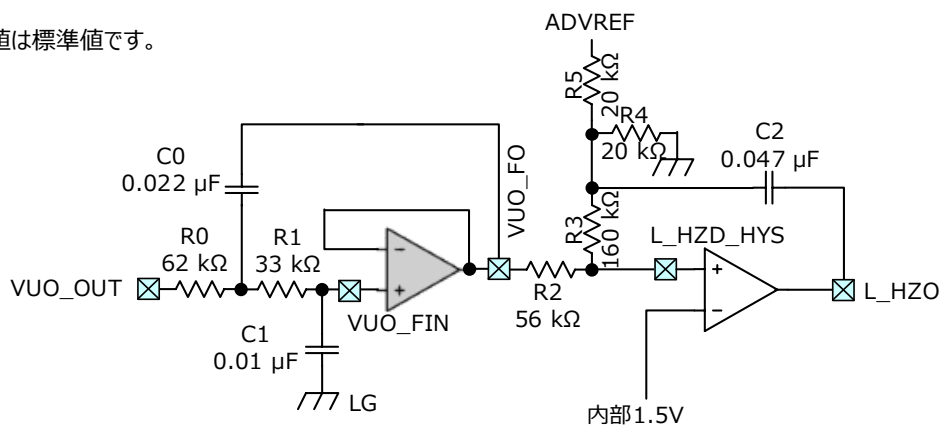 値は標準値です。
ADVREF
R5
20 kΩ
R4
20 kΩ
C2
0.047 µF
C0
0.022 µF
VUO_FO
R3
160 kΩ
L_HZD_HYS
R0
62 kΩ
R1
33 kΩ
VUO_OUT
−
+
VUO_FIN
R2
56 kΩ
+
−
L_HZO
C1
0.01 µF
LG
内部1.5V